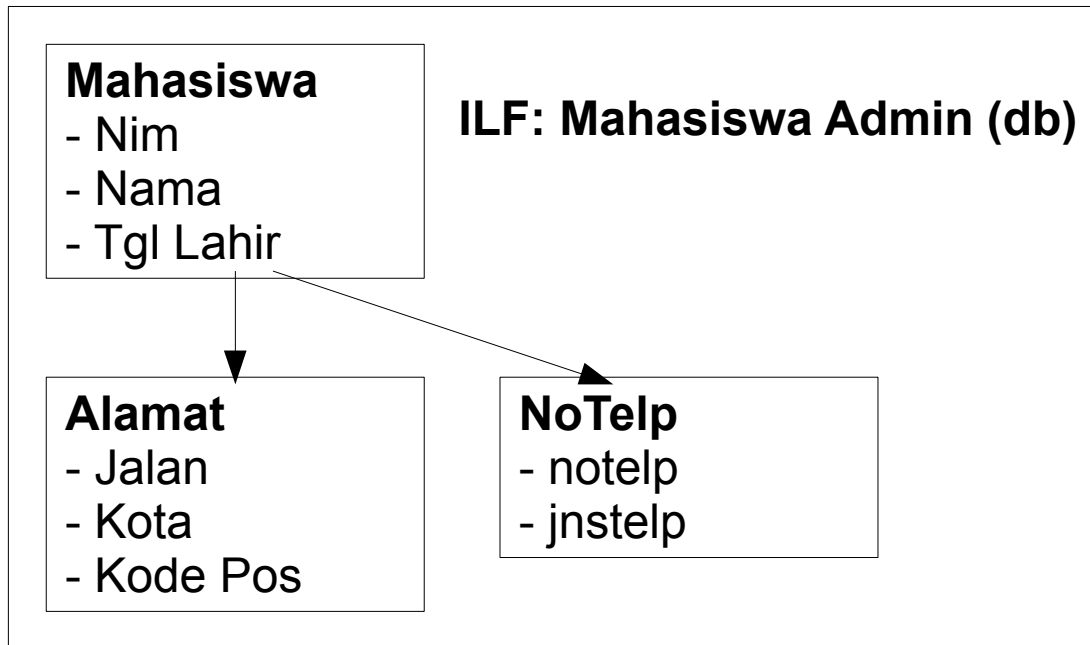 Mahasiswa
- Nim
- Nama
- Tgl Lahir
ILF: Mahasiswa Admin (db)
Alamat
- Jalan
- Kota
- Kode Pos
NoTelp
- notelp
- jnstelp